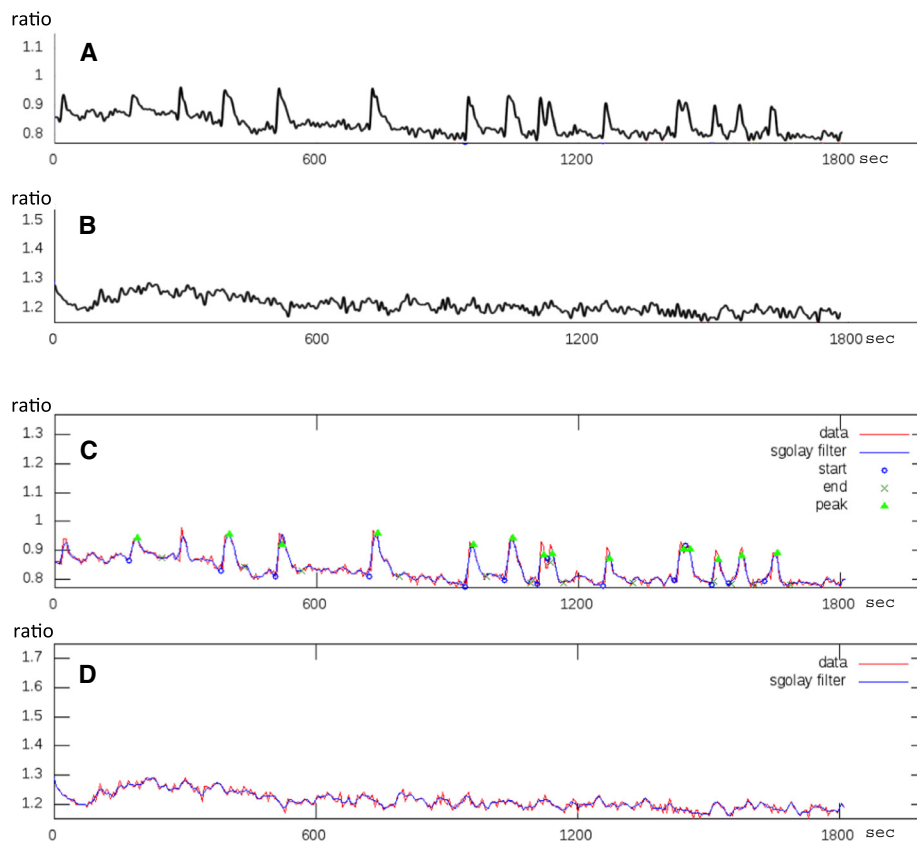 ratio
A
1.1
1
0.9
0.8
0 600 1200 1800 sec
ratio
B
1.5
1.4
1.3
1.2
0 600 1200 1800 sec
ratio
C
1.3 data
1.2 sgolay filter
1.1 start
end
1 peak
0.9
0.8
0 600 1200 1800 sec
ratio
D
1.7 data
1.6 sgolay filter
1.5
1.4
1.3
1.2
0 600 1200 1800 sec